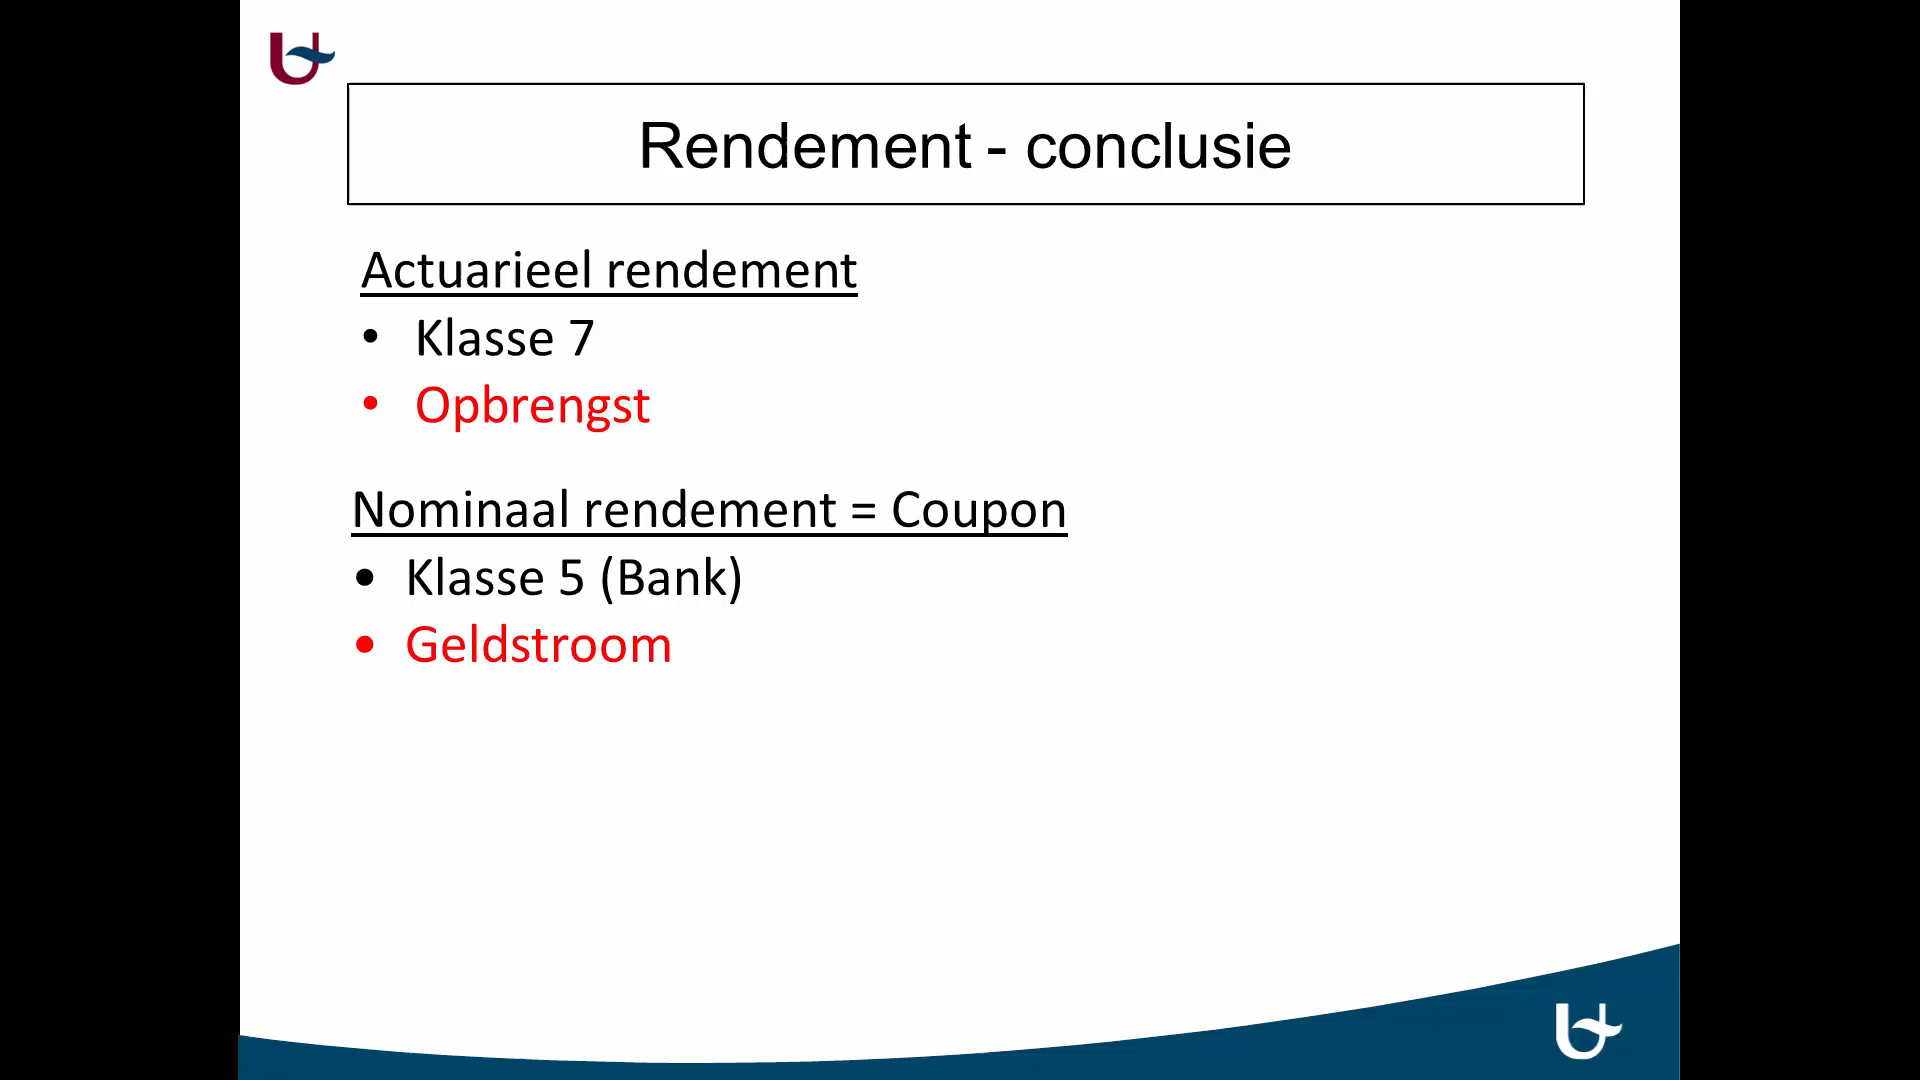 Rendement - conclusie
Actuarieel rendement
• Klasse 7
• Opbrengst
Nominaal rendement = Coupon
• Klasse 5 (Bank)
• Geldstroom